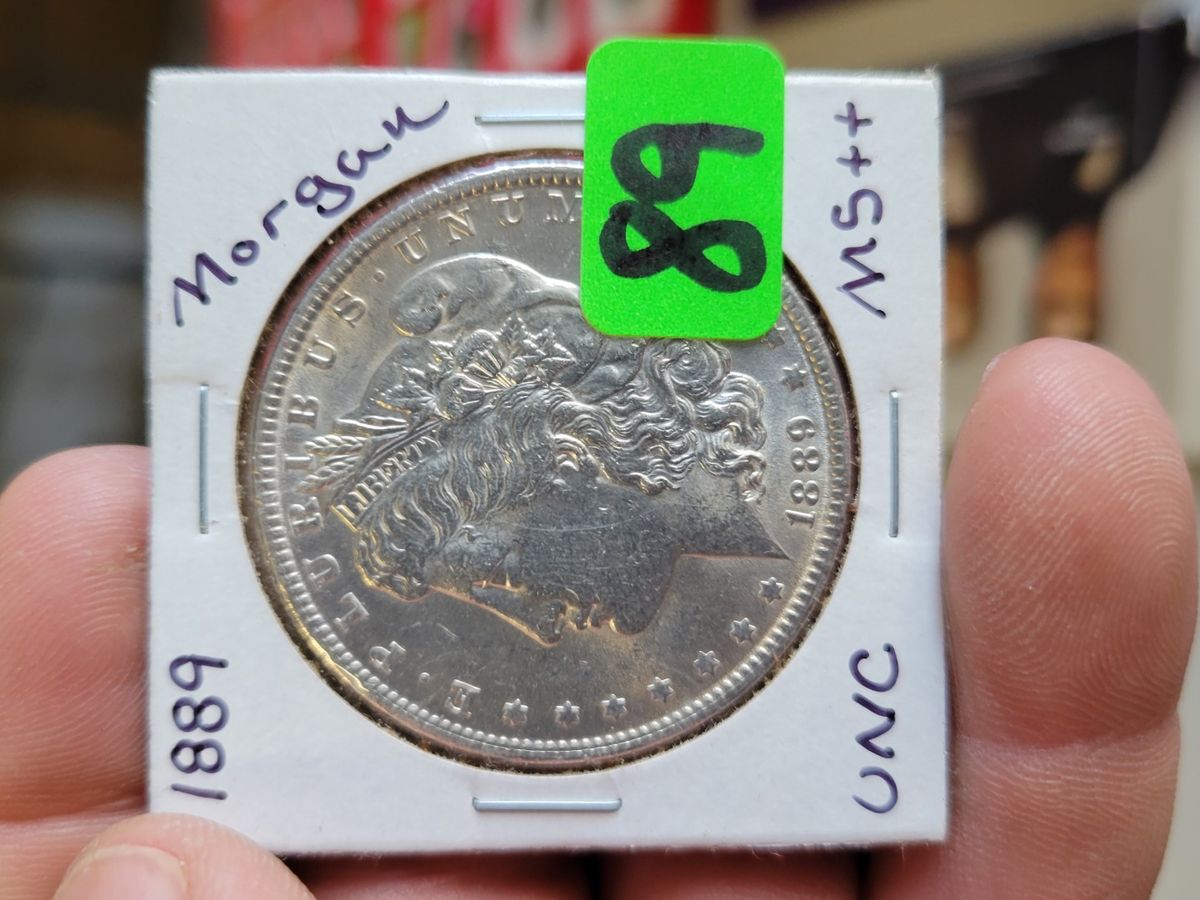 Morgan
MS++
89
E · PLURIBUS · UNUM
LIBERTY
1889
1889
UNC